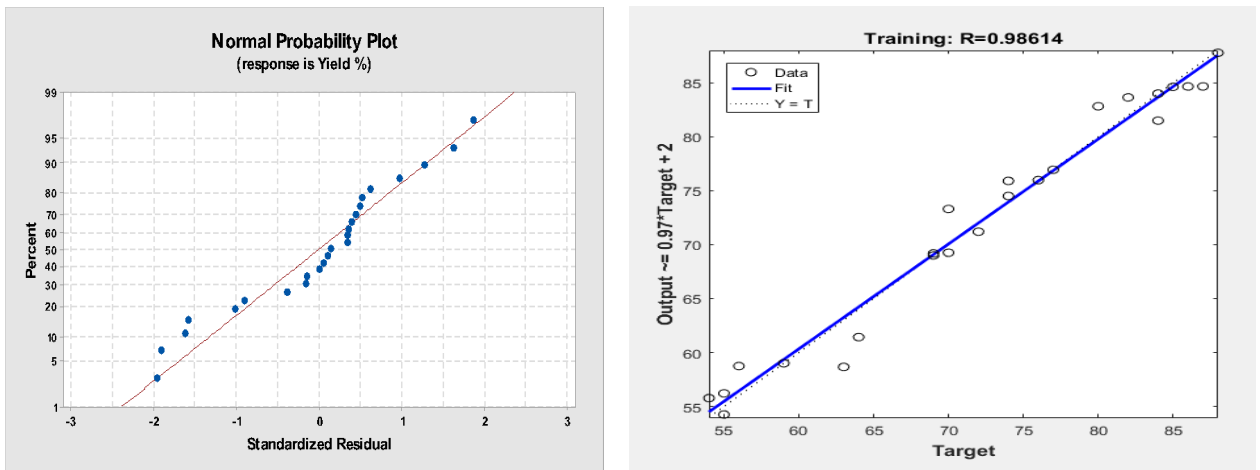 Normal Probability Plot
(response is Yield %)
Percent
99
95
90
80
70
60
50
40
30
20
10
5
1
-3 -2 -1 0 1 2 3
Standardized Residual
Training: R=0.98614
Data
Fit
Y = T
Output ~= 0.97*Target + 2
85
80
75
70
65
60
55
55 60 65 70 75 80 85
Target